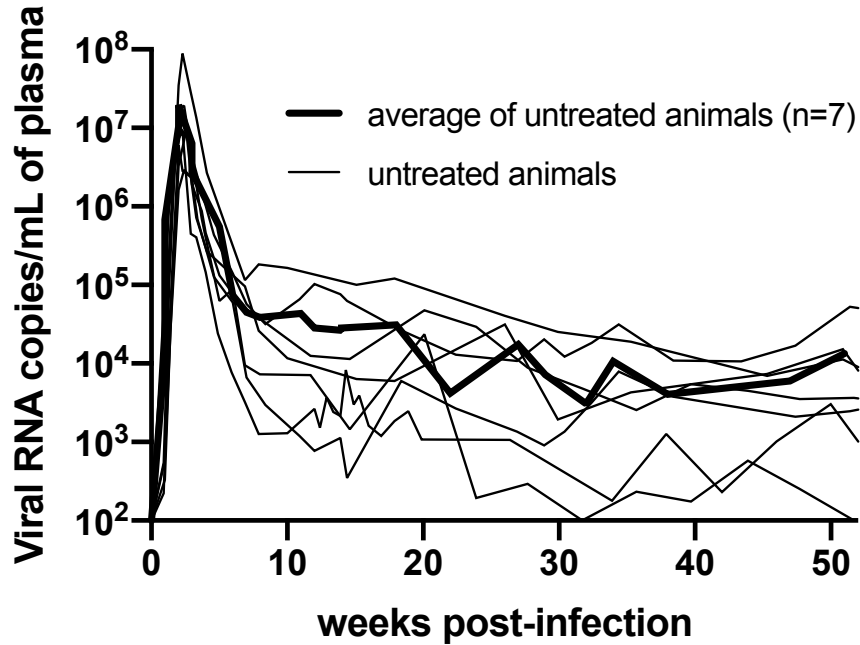 Viral RNA copies/mL of plasma
10⁸
10⁷
10⁶
10⁵
10⁴
10³
10²
average of untreated animals (n=7)
untreated animals
0 10 20 30 40 50
weeks post-infection